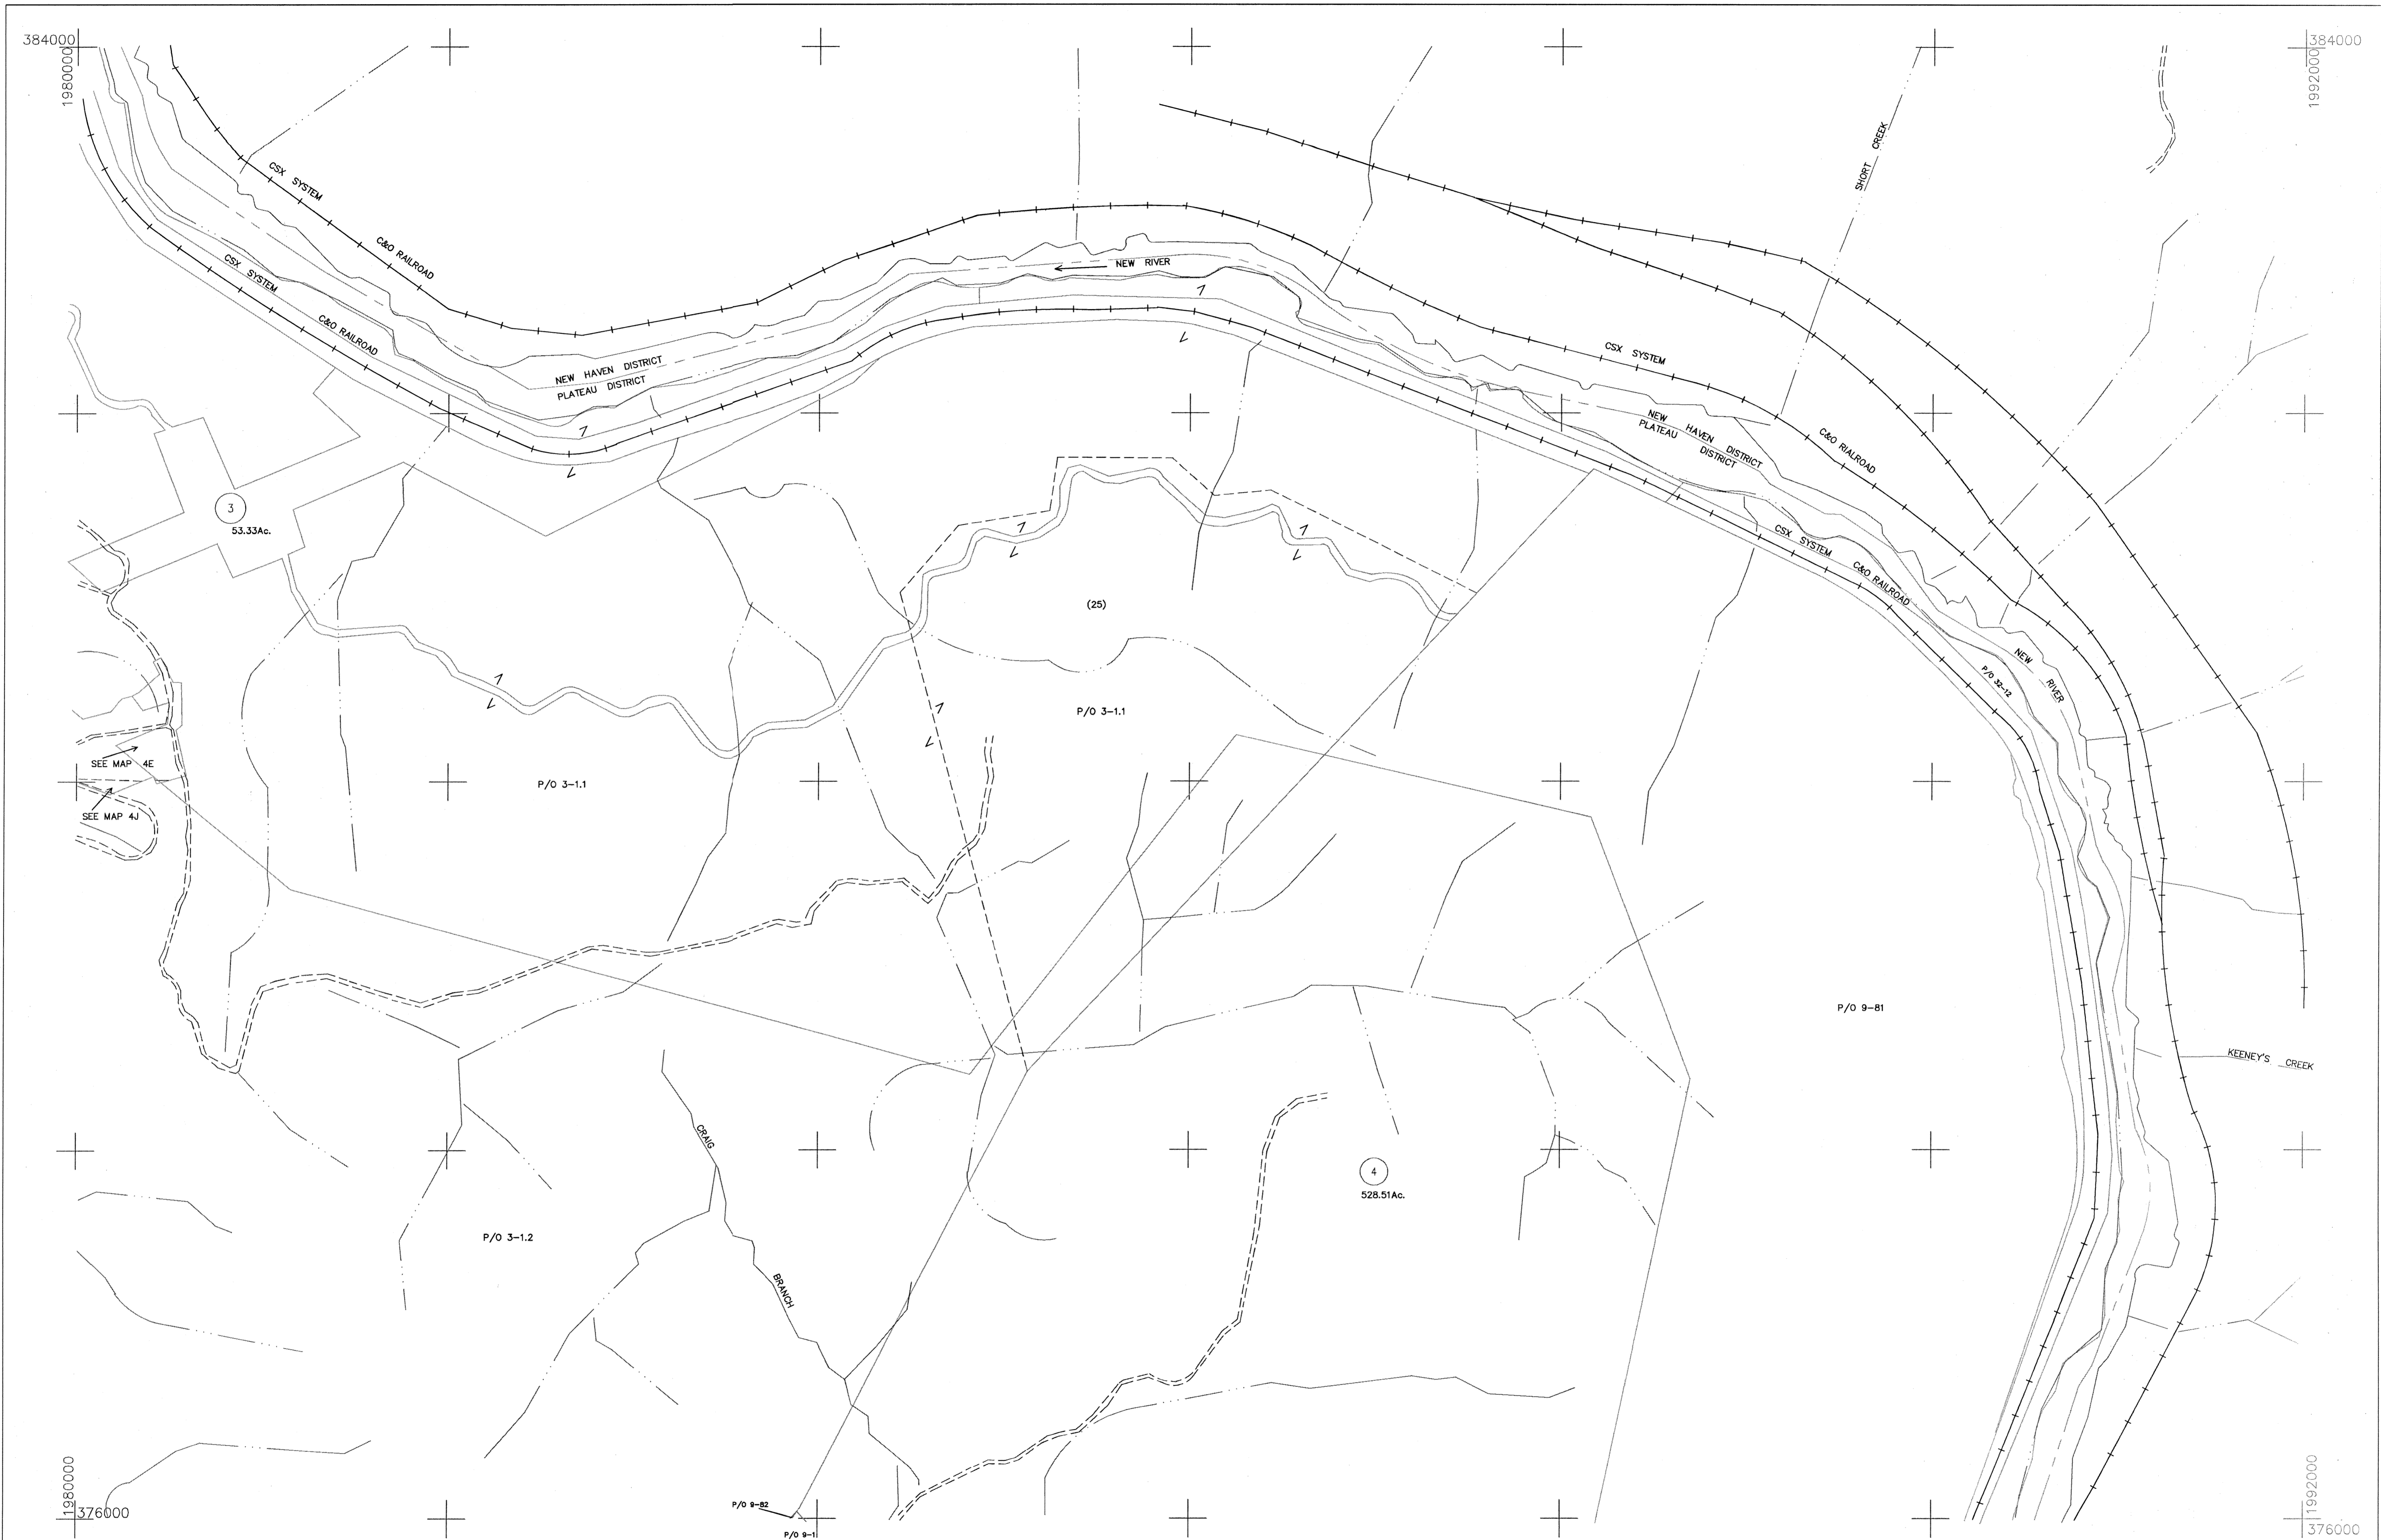 384000
1980000
384000
1992000
SHORT CREEK
CSX SYSTEM
C&O RAILROAD
CSX SYSTEM
C&O RAILROAD
NEW RIVER
NEW HAVEN DISTRICT
PLATEAU DISTRICT
CSX SYSTEM
C&O RIALROAD
NEW HAVEN DISTRICT
PLATEAU DISTRICT
CSX SYSTEM
C&O RAILROAD
3
53.33Ac.
(25)
NEW RIVER
P/O 32-12
P/O 3-1.1
P/O 3-1.1
SEE MAP 4E
SEE MAP 4J
P/O 9-81
KEENEY'S CREEK
CRAIG BRANCH
4
528.51Ac.
P/O 3-1.2
P/O 9-82
P/O 9-1
1980000
376000
1992000
376000